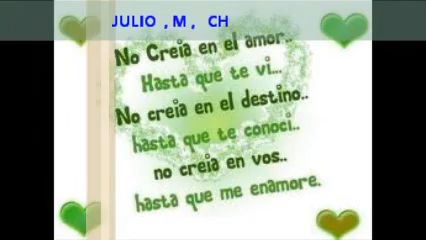 JULIO , M , CH
No Creia en el amor..
Hasta que te vi...
No creia en el destino..
hasta que te conoci..
no creia en vos..
hasta que me enamore.